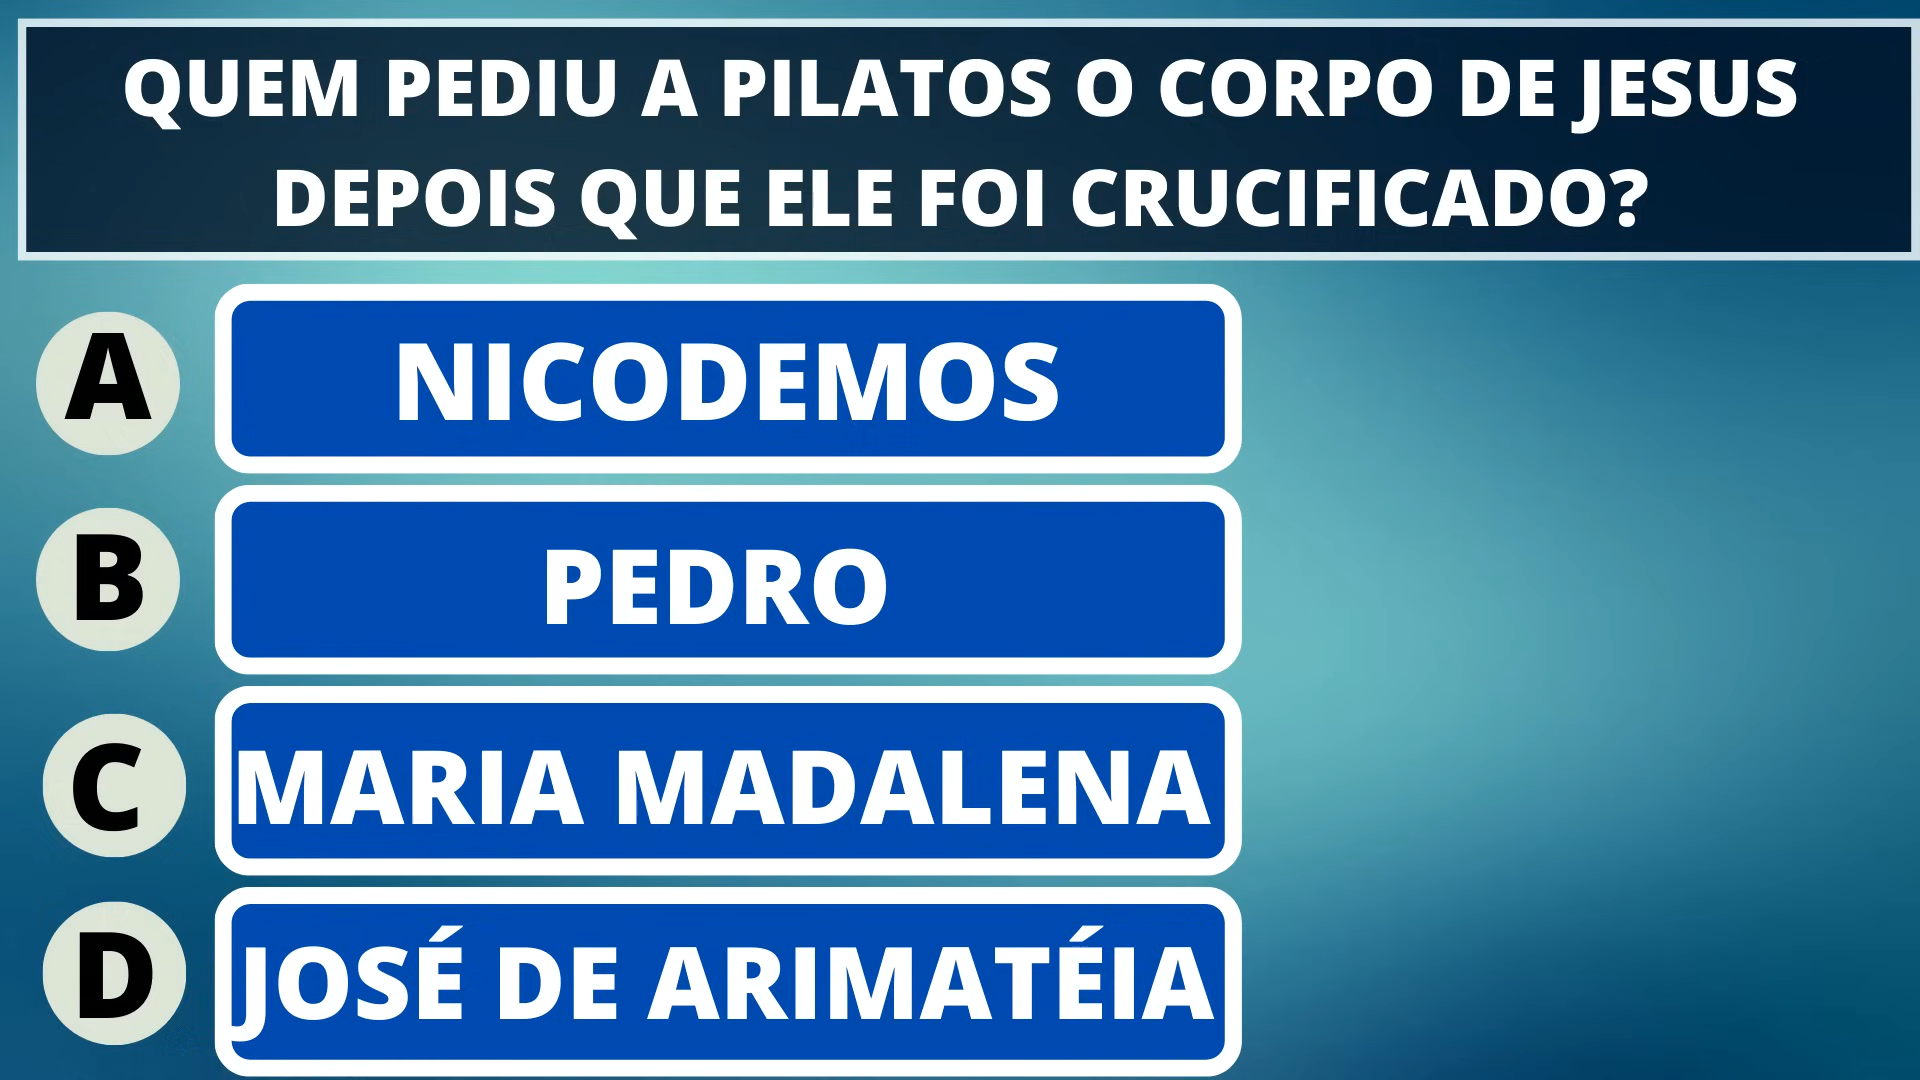 QUEM PEDIU A PILATOS O CORPO DE JESUS
DEPOIS QUE ELE FOI CRUCIFICADO?
A
NICODEMOS
B
PEDRO
C
MARIA MADALENA
D
JOSÉ DE ARIMATÉIA